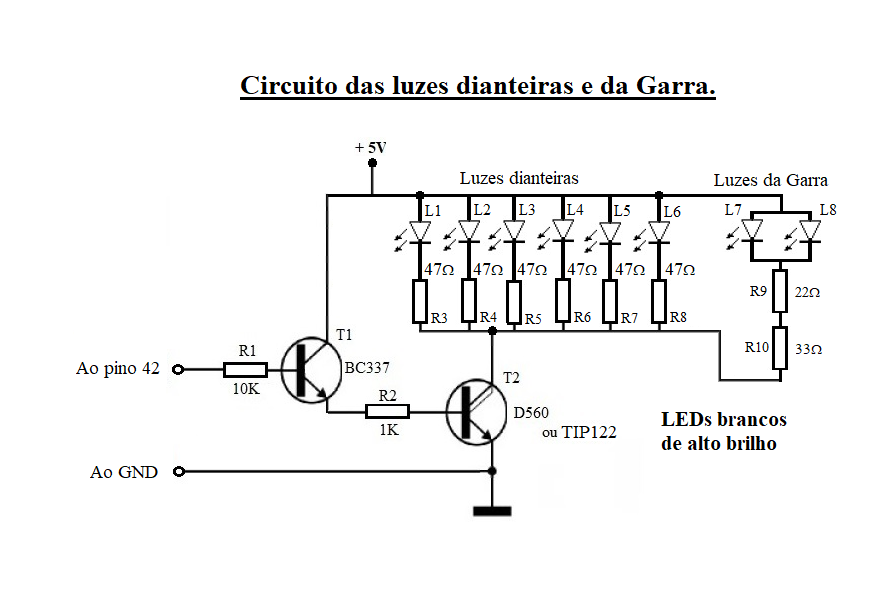 Circuito das luzes dianteiras e da Garra.
+ 5V
Luzes dianteiras
Luzes da Garra
L1 L2 L3 L4 L5 L6 L7 L8
47Ω 47Ω 47Ω 47Ω 47Ω 47Ω
R9 22Ω
R3 R4 R5 R6 R7 R8
T1
R1
R10 33Ω
Ao pino 42
BC337
T2
10K
R2
D560
1K
ou TIP122
LEDs brancos
de alto brilho
Ao GND